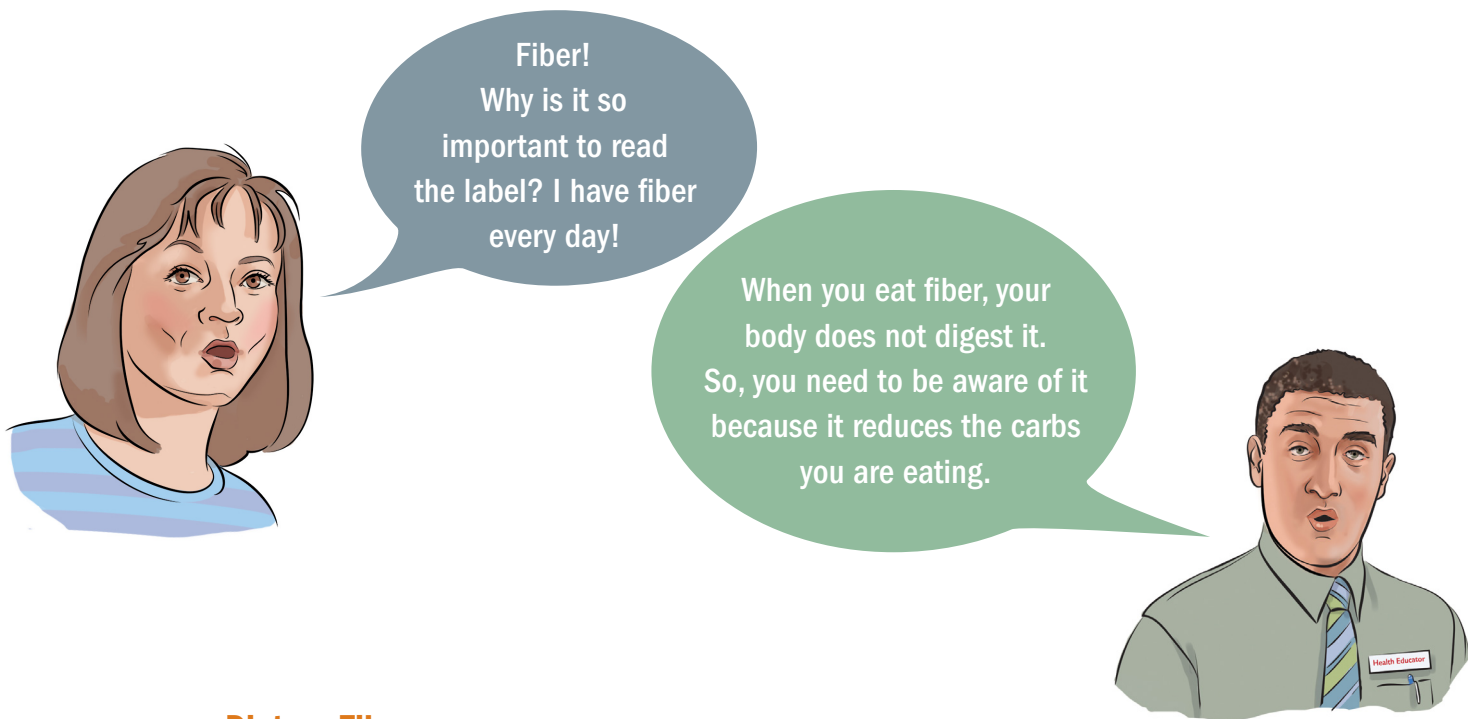 Fiber!
Why is it so
important to read
the label? I have fiber
every day!
When you eat fiber, your
body does not digest it.
So, you need to be aware of it
because it reduces the carbs
you are eating.
Health Educator